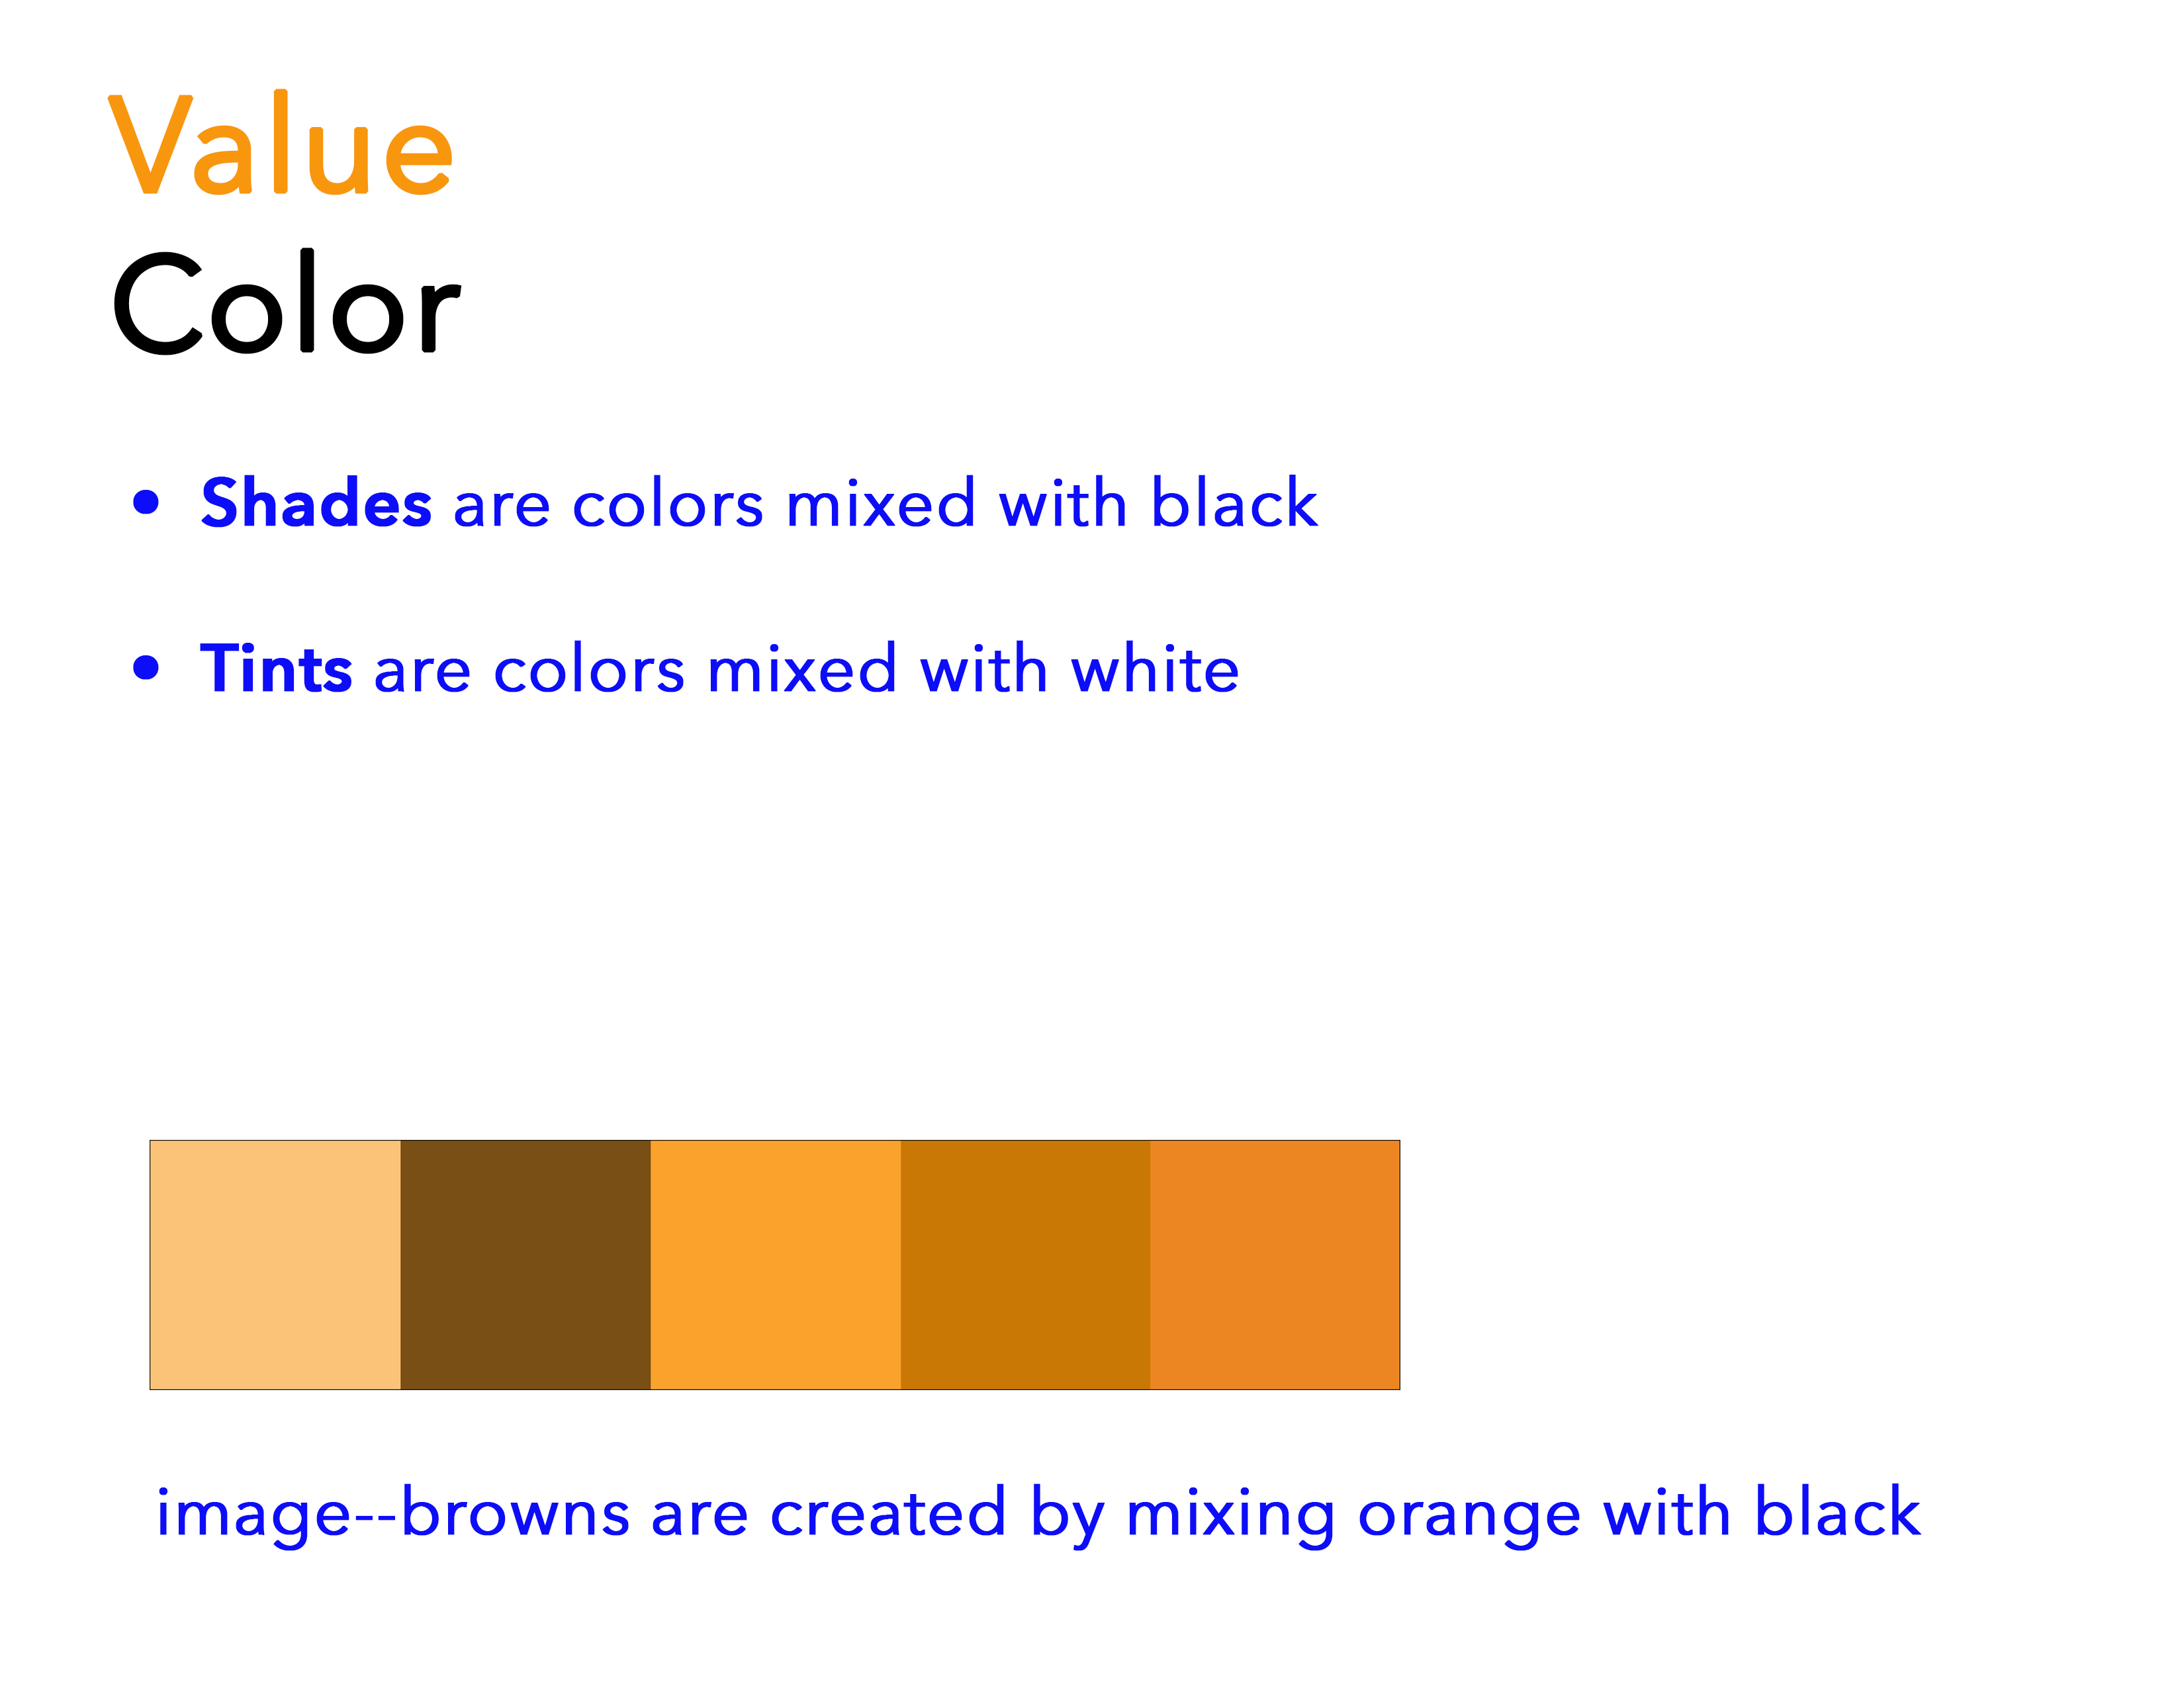 Value
Color
• Shades are colors mixed with black
• Tints are colors mixed with white
image--browns are created by mixing orange with black